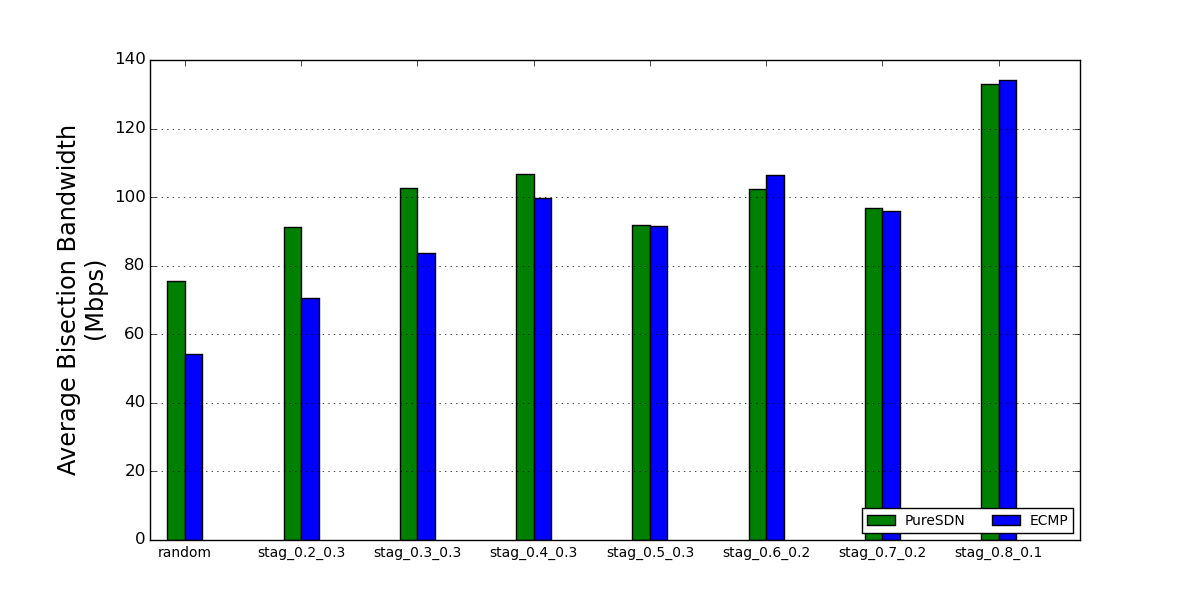 Average Bisection Bandwidth
(Mbps)
140
120
100
80
60
40
20
0
random stag_0.2_0.3 stag_0.3_0.3 stag_0.4_0.3 stag_0.5_0.3 stag_0.6_0.2 stag_0.7_0.2 stag_0.8_0.1
PureSDN ECMP